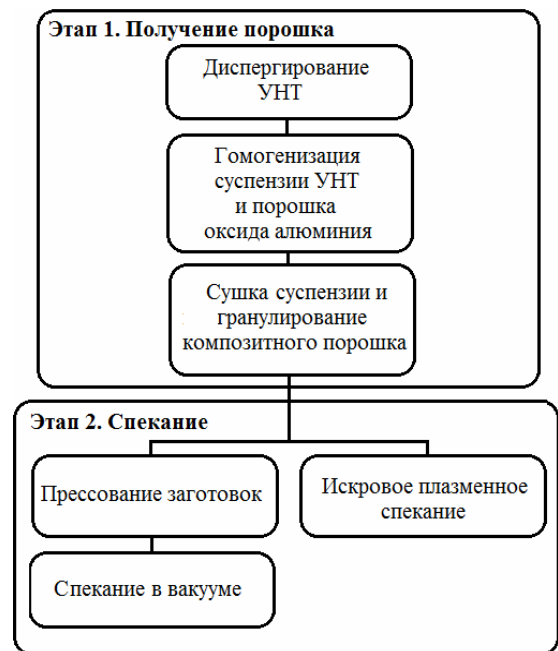 Этап 1. Получение порошка
Диспергирование
УНТ
Гомогенизация
суспензии УНТ
и порошка
оксида алюминия
Сушка суспензии и
гранулирование
композитного порошка
Этап 2. Спекание
Прессование заготовок
Искровое плазменное
спекание
Спекание в вакууме